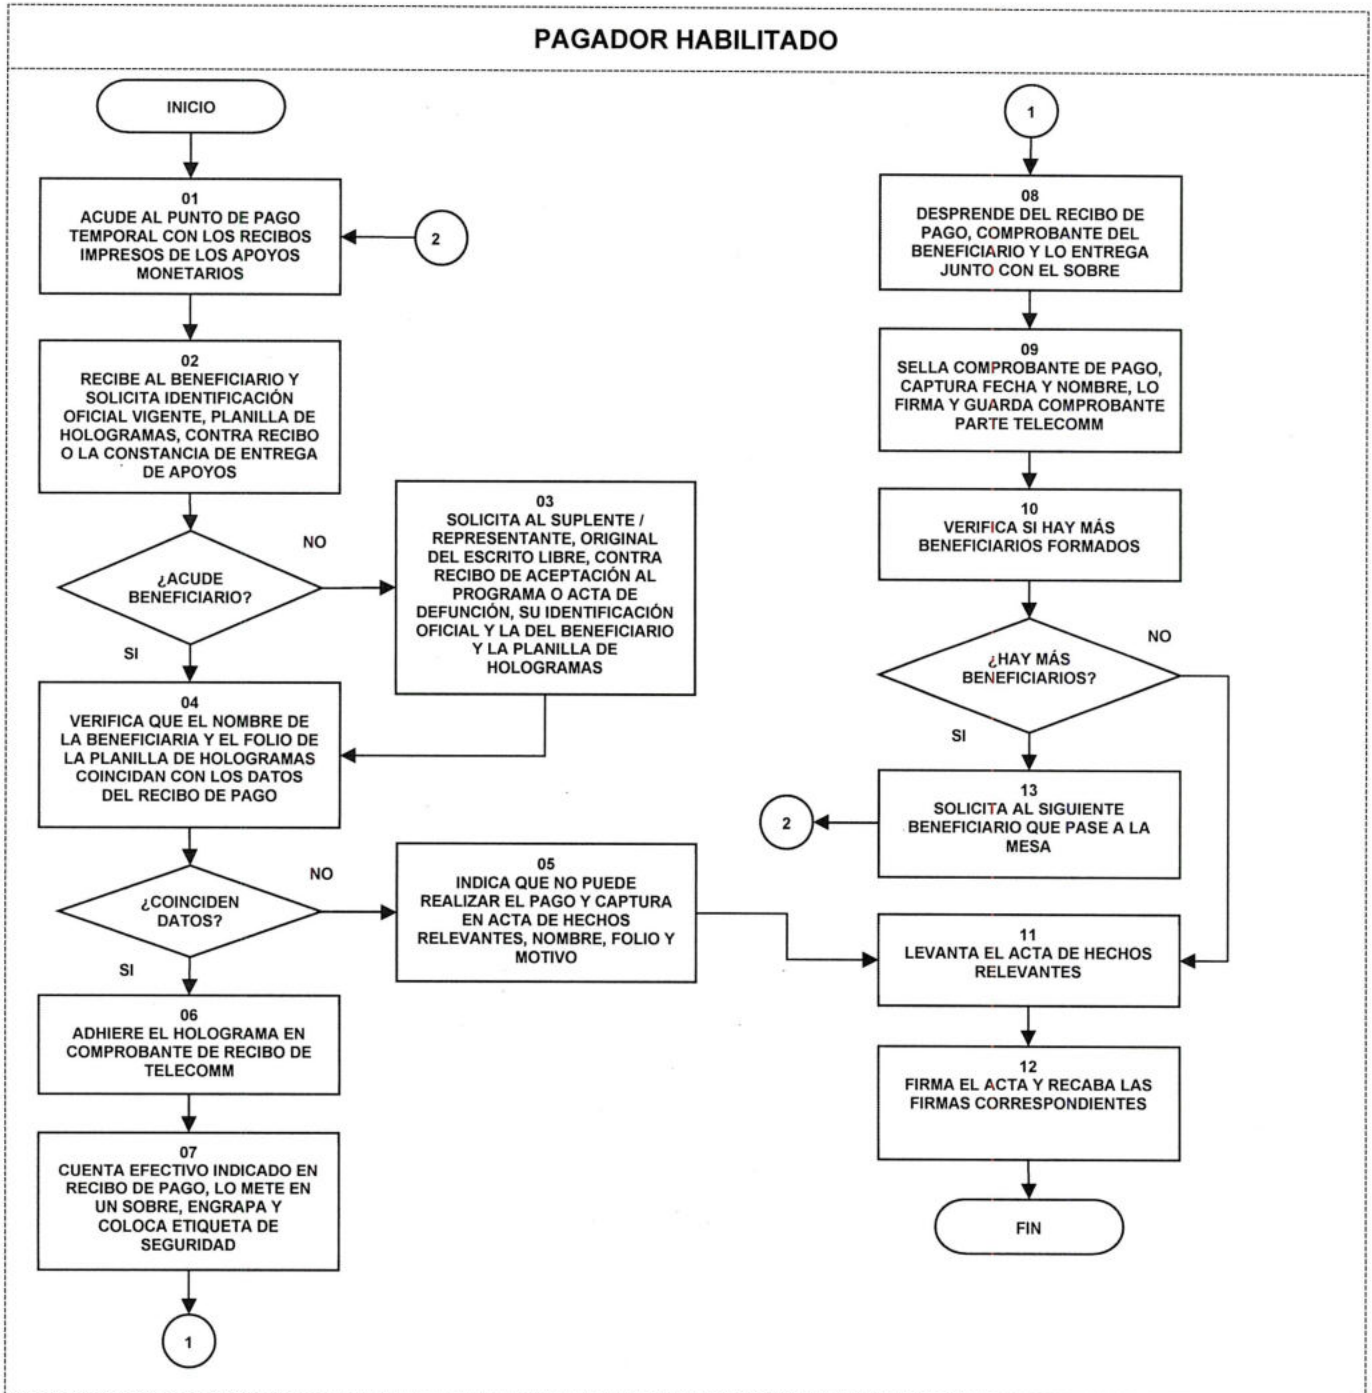 PAGADOR HABILITADO
INICIO
01
ACUDE AL PUNTO DE PAGO
TEMPORAL CON LOS RECIBOS
IMPRESOS DE LOS APOYOS
MONETARIOS
2
02
RECIBE AL BENEFICIARIO Y
SOLICITA IDENTIFICACIÓN
OFICIAL VIGENTE, PLANILLA DE
HOLOGRAMAS, CONTRA RECIBO
O LA CONSTANCIA DE ENTREGA
DE APOYOS
¿ACUDE
BENEFICIARIO?
NO
SI
03
SOLICITA AL SUPLENTE /
REPRESENTANTE, ORIGINAL
DEL ESCRITO LIBRE, CONTRA
RECIBO DE ACEPTACIÓN AL
PROGRAMA O ACTA DE
DEFUNCIÓN, SU IDENTIFICACIÓN
OFICIAL Y LA DEL BENEFICIARIO
Y LA PLANILLA DE
HOLOGRAMAS
04
VERIFICA QUE EL NOMBRE DE
LA BENEFICIARIA Y EL FOLIO DE
LA PLANILLA DE HOLOGRAMAS
COINCIDAN CON LOS DATOS
DEL RECIBO DE PAGO
¿COINCIDEN
DATOS?
NO
SI
05
INDICA QUE NO PUEDE
REALIZAR EL PAGO Y CAPTURA
EN ACTA DE HECHOS
RELEVANTES, NOMBRE, FOLIO Y
MOTIVO
06
ADHIERE EL HOLOGRAMA EN
COMPROBANTE DE RECIBO DE
TELECOMM
07
CUENTA EFECTIVO INDICADO EN
RECIBO DE PAGO, LO METE EN
UN SOBRE, ENGRAPA Y
COLOCA ETIQUETA DE
SEGURIDAD
1
1
08
DESPRENDE DEL RECIBO DE
PAGO, COMPROBANTE DEL
BENEFICIARIO Y LO ENTREGA
JUNTO CON EL SOBRE
09
SELLA COMPROBANTE DE PAGO,
CAPTURA FECHA Y NOMBRE, LO
FIRMA Y GUARDA COMPROBANTE
PARTE TELECOMM
10
VERIFICA SI HAY MÁS
BENEFICIARIOS FORMADOS
¿HAY MÁS
BENEFICIARIOS?
NO
SI
13
SOLICITA AL SIGUIENTE
BENEFICIARIO QUE PASE A LA
MESA
2
11
LEVANTA EL ACTA DE HECHOS
RELEVANTES
12
FIRMA EL ACTA Y RECABA LAS
FIRMAS CORRESPONDIENTES
FIN